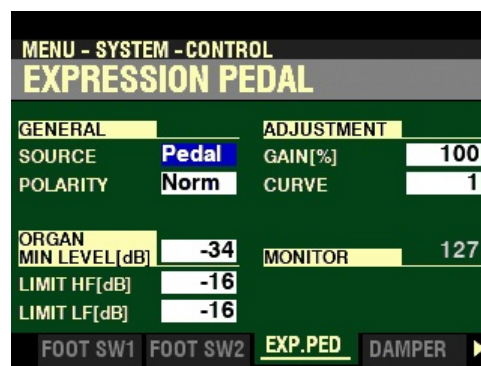 MENU - SYSTEM - CONTROL
EXPRESSION PEDAL
GENERAL
SOURCE Pedal
POLARITY Norm
ADJUSTMENT
GAIN[%] 100
CURVE 1
ORGAN
MIN LEVEL[dB] -34
LIMIT HF[dB] -16
LIMIT LF[dB] -16
MONITOR 127
FOOT SW1 FOOT SW2 EXP.PED DAMPER